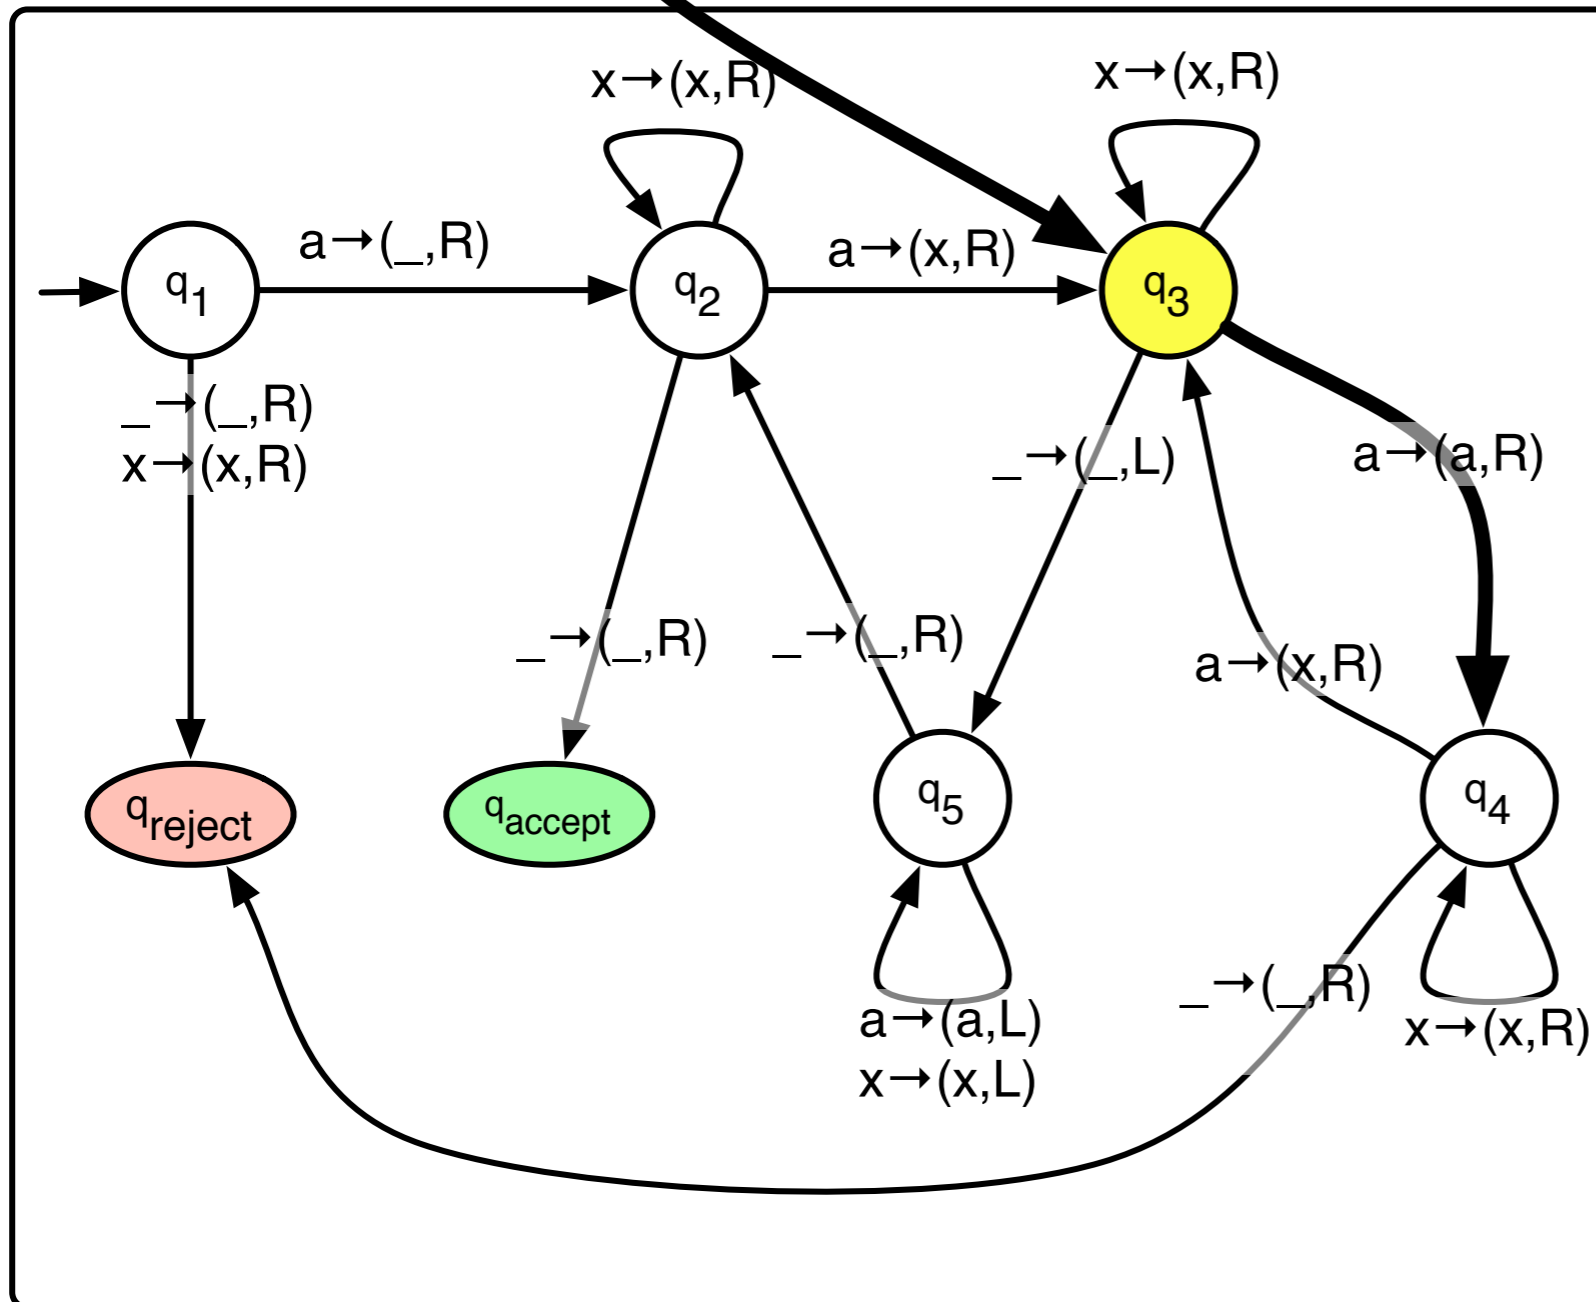 x→(x,R)
x→(x,R)
a→(_,R)
a→(x,R)
q1
q2
q3
_→(_,R)
x→(x,R)
_→(_,L)
a→(a,R)
_→(_,R)
_→(_,R)
a→(x,R)
qreject
qaccept
q5
q4
_→(_,R)
a→(a,L)
x→(x,L)
x→(x,R)